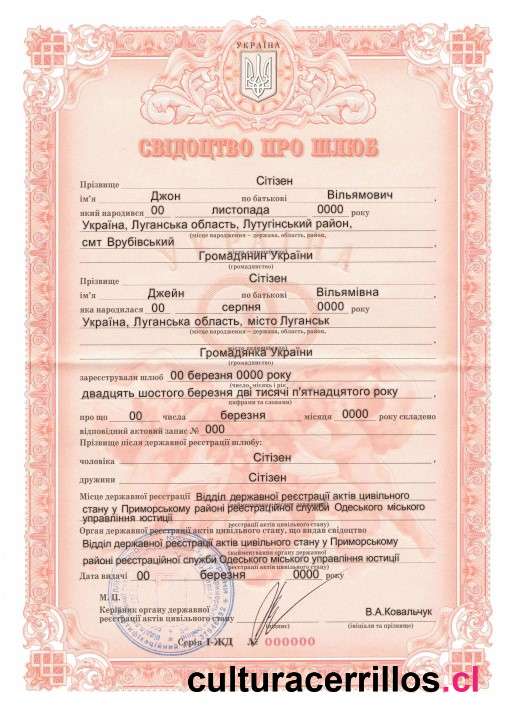 УКРАЇНА
СВІДОЦТВО ПРО ШЛЮБ
Прізвище Сітізен
ім'я Джон по батькові Вільямович,
який народився 00 листопада 0000 року
Україна, Луганська область, Лутугінський район,
(місце народження – держава, область, район,
смт Врубівський
Громадянин України
(громадянство)
Прізвище Сітізен
ім'я Джейн по батькові Вільямівна,
яка народилася 00 серпня 0000 року
Україна, Луганська область, місто Луганськ
(місце народження – держава, область, район,
Громадянка України
(громадянство)
зареєстрували шлюб 00 березня 0000 року
(число, місяць і рік
двадцять шостого березня дві тисячі п'ятнадцятого року
цифрами та словами)
про що 00 числа березня місяця 0000 року складено
відповідний актовий запис № 000
Прізвище після державної реєстрації шлюбу:
чоловіка Сітізен,
дружини Сітізен
Місце державної реєстрації Відділ державної реєстрації актів цивільного
стану у Приморському районі реєстраційної служби Одеського міського
управління юстиції
реєстрації актів цивільного стану)
Орган державної реєстрації актів цивільного стану, що видав свідоцтво
Відділ державної реєстрації актів цивільного стану у Приморському
(найменування органу державної
районі реєстраційної служби Одеського міського управління юстиції
реєстрації актів цивільного стану)
Дата видачі 00 березня 0000 року
М. П.
Керівник органу державної
реєстрації актів цивільного стану
В.А.Ковальчук
(підпис) (ініціали та прізвище)
Серія І-ЖД № 000000
culturacerrillos.cl